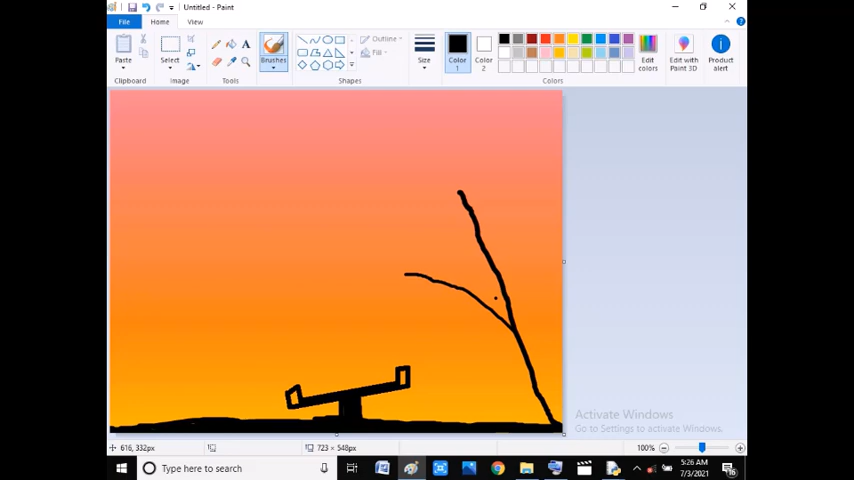 Untitled - Paint
File
Home
View
Paste
Clipboard
Select
Image
Tools
Brushes
Outline
Fill
Shapes
Size
Color
1
Color
2
Edit
colors
Colors
Edit with
Paint 3D
Product
alert
Activate Windows
Go to Settings to activate Windows.
616, 332px
723 × 548px
100%
Type here to search
5:26 AM
7/3/2021